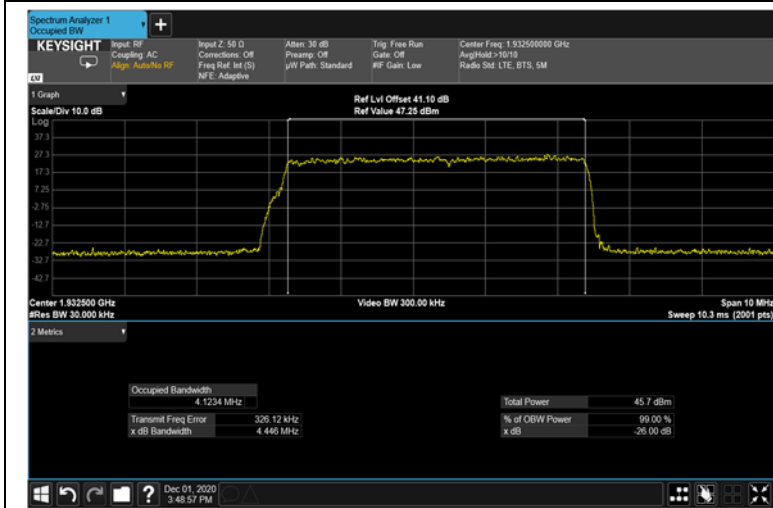 Spectrum Analyzer 1
Occupied BW
+
KEYSIGHT
LXI
Input: RF
Coupling: AC
Align: Auto/No RF
Input Z: 50 Ω
Corrections: Off
Freq Ref: Int (S)
NFE: Adaptive
Atten: 30 dB
Preamp: Off
µW Path: Standard
Trig: Free Run
Gate: Off
#IF Gain: Low
Center Freq: 1.932500000 GHz
Avg|Hold:>10/10
Radio Std: LTE, BTS, 5M
1 Graph
Scale/Div 10.0 dB
Ref Lvl Offset 41.10 dB
Ref Value 47.25 dBm
Log
37.3
27.3
17.3
7.25
-2.75
-12.7
-22.7
-32.7
-42.7
Center 1.932500 GHz
#Res BW 30.000 kHz
Video BW 300.00 kHz
Span 10 MHz
Sweep 10.3 ms (2001 pts)
2 Metrics
Occupied Bandwidth
4.1234 MHz
Transmit Freq Error 326.12 kHz
x dB Bandwidth 4.446 MHz
Total Power 45.7 dBm
% of OBW Power 99.00 %
x dB -26.00 dB
?
Dec 01, 2020
3:48:57 PM